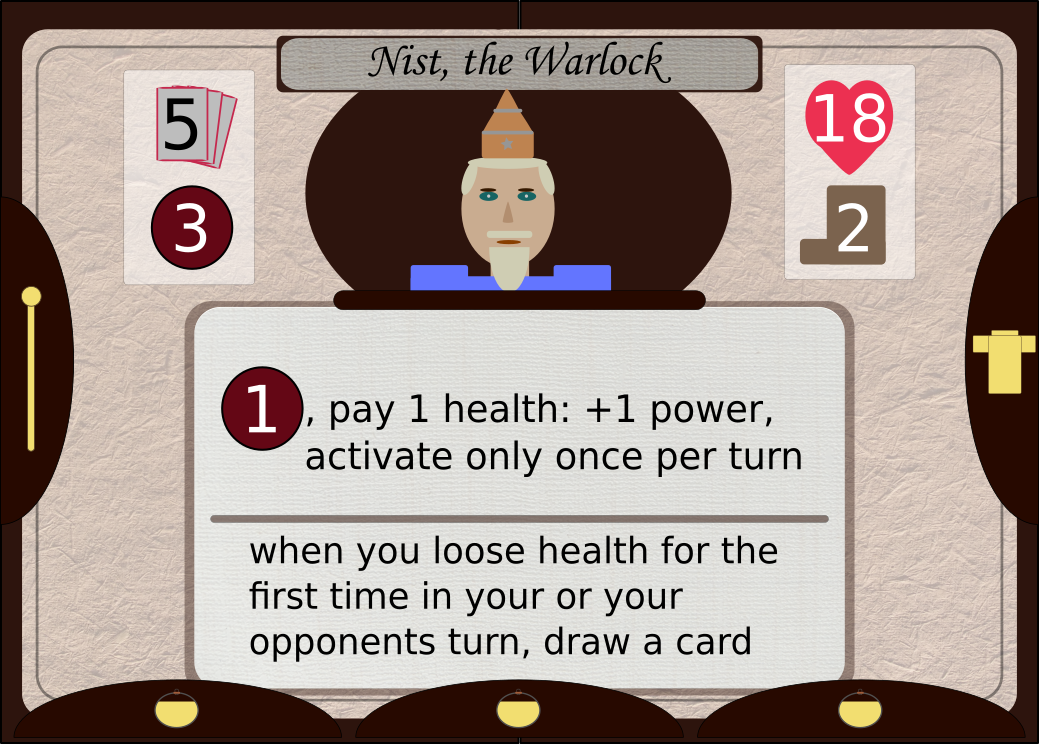 Nist, the Warlock
5
18
3
2
1, pay 1 health: +1 power,
activate only once per turn
when you loose health for the
first time in your or your
opponents turn, draw a card